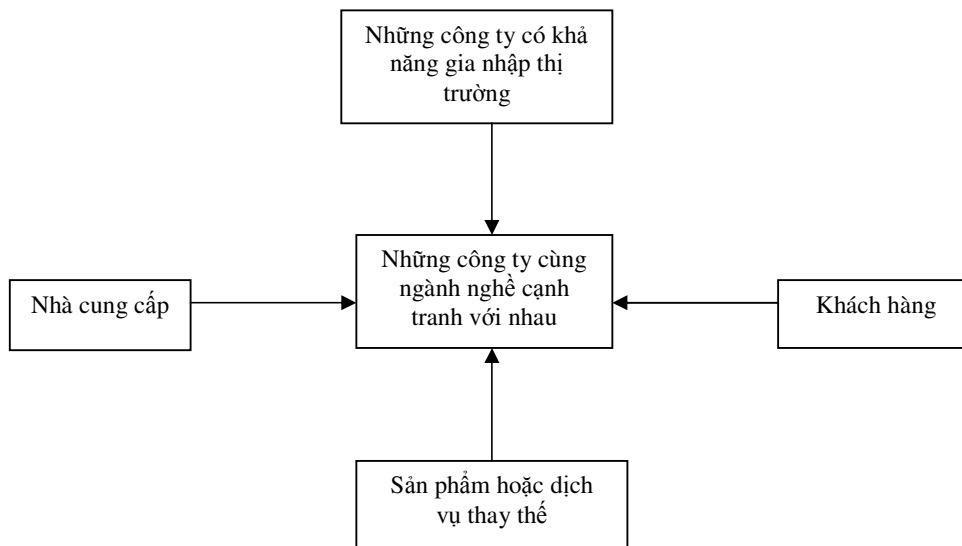 Những công ty có khả
năng gia nhập thị
trường
Nhà cung cấp
Những công ty cùng
ngành nghề cạnh
tranh với nhau
Khách hàng
Sản phẩm hoặc dịch
vụ thay thế